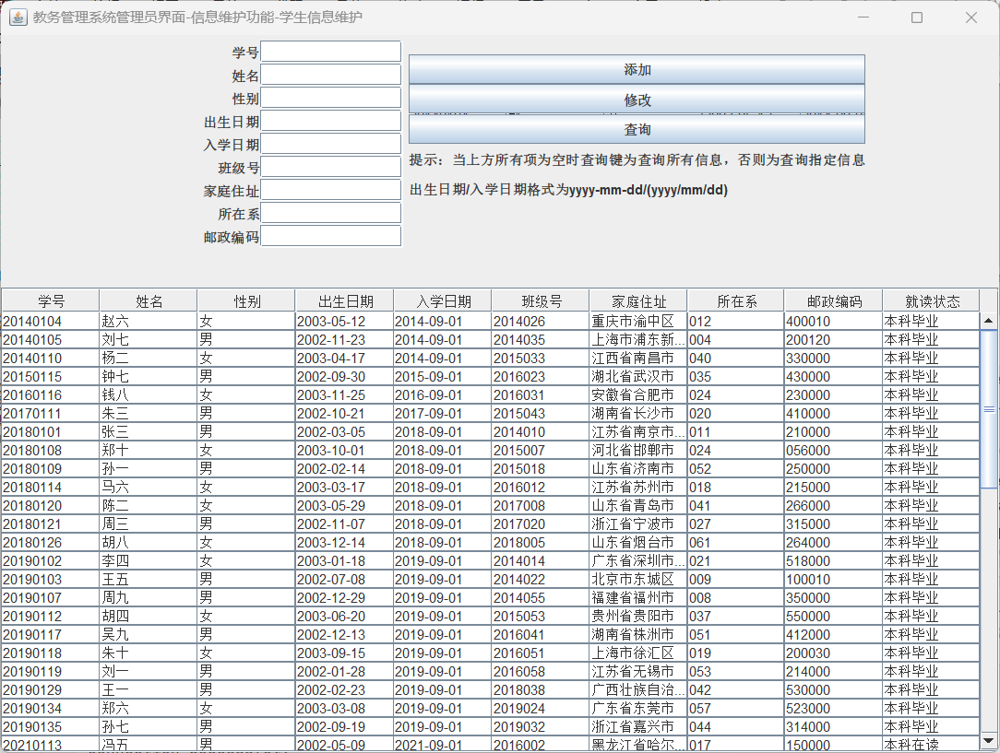 教务管理系统管理员界面-信息维护功能-学生信息维护
学号
姓名
性别
出生日期
入学日期
班级号
家庭住址
所在系
邮政编码
添加
修改
查询
提示：当上方所有项为空时查询键为查询所有信息，否则为查询指定信息
出生日期/入学日期格式为yyyy-mm-dd/(yyyy/mm/dd)
学号 姓名 性别 出生日期 入学日期 班级号 家庭住址 所在系 邮政编码 就读状态
20140104 赵六 女 2003-05-12 2014-09-01 2014026 重庆市渝中区 012 400010 本科毕业
20140105 刘七 男 2002-11-23 2014-09-01 2014035 上海市浦东新... 004 200120 本科毕业
20140110 杨二 女 2003-04-17 2014-09-01 2015033 江西省南昌市 040 330000 本科毕业
20150115 钟七 男 2002-09-30 2015-09-01 2016023 湖北省武汉市 035 430000 本科毕业
20160116 钱八 女 2003-11-25 2016-09-01 2016031 安徽省合肥市 024 230000 本科毕业
20170111 朱三 男 2002-10-21 2017-09-01 2015043 湖南省长沙市 020 410000 本科毕业
20180101 张三 男 2002-03-05 2018-09-01 2014010 江苏省南京市... 011 210000 本科毕业
20180108 郑十 女 2003-10-01 2018-09-01 2015007 河北省邯郸市 024 056000 本科毕业
20180109 孙一 男 2002-02-14 2018-09-01 2015018 山东省济南市 052 250000 本科毕业
20180114 马六 女 2003-03-17 2018-09-01 2016012 江苏省苏州市 018 215000 本科毕业
20180120 陈二 女 2003-05-29 2018-09-01 2017008 山东省青岛市 041 266000 本科毕业
20180121 周三 男 2002-11-07 2018-09-01 2017020 浙江省宁波市 027 315000 本科毕业
20180126 胡八 女 2003-12-14 2018-09-01 2018005 山东省烟台市 061 264000 本科毕业
20190102 李四 女 2003-01-18 2019-09-01 2014014 广东省深圳市... 021 518000 本科毕业
20190103 王五 男 2002-07-08 2019-09-01 2014022 北京市东城区 009 100010 本科毕业
20190107 周九 男 2002-12-29 2019-09-01 2014055 福建省福州市 008 350000 本科毕业
20190112 胡四 女 2003-06-20 2019-09-01 2015053 贵州省贵阳市 037 550000 本科毕业
20190117 吴九 男 2002-12-13 2019-09-01 2016041 湖南省株洲市 051 412000 本科毕业
20190118 朱十 女 2003-09-15 2019-09-01 2016051 上海市徐汇区 019 200030 本科毕业
20190119 刘一 男 2002-01-28 2019-09-01 2016058 江苏省无锡市 053 214000 本科毕业
20190129 王一 男 2002-02-23 2019-09-01 2018038 广西壮族自治... 042 530000 本科毕业
20190134 郑六 女 2003-03-08 2019-09-01 2019024 广东省东莞市 057 523000 本科毕业
20190135 孙七 男 2002-09-19 2019-09-01 2019032 浙江省嘉兴市 044 314000 本科毕业
20210113 冯五 男 2002-05-09 2021-09-01 2016002 黑龙江省哈尔... 017 150000 本科在读